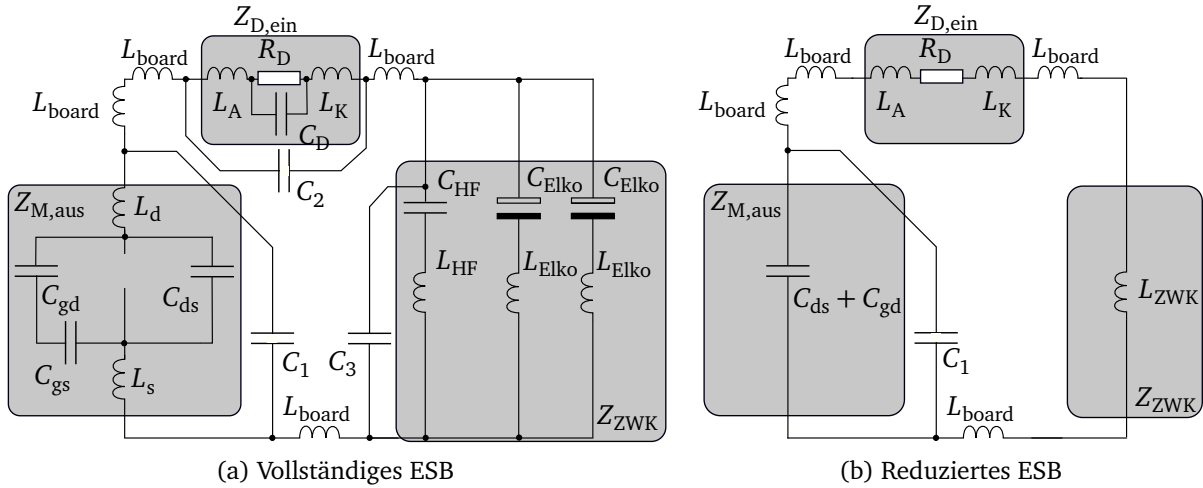 Z_D,ein
L_board
R_D
L_board
L_A
L_K
L_board
C_D
C_2
Z_M,aus
L_d
C_gd
C_ds
C_gs
L_s
C_1
C_3
L_board
C_HF
C_Elko
C_Elko
L_HF
L_Elko
L_Elko
Z_ZWK
(a) Vollständiges ESB
Z_D,ein
L_board
R_D
L_board
L_A
L_K
L_board
Z_M,aus
C_ds + C_gd
C_1
L_board
L_ZWK
Z_ZWK
(b) Reduziertes ESB